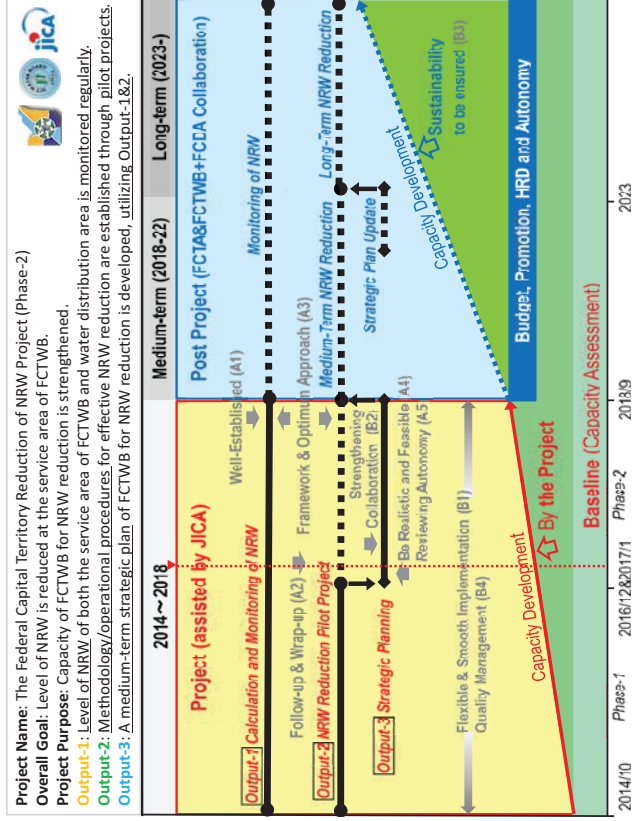 Project Name: The Federal Capital Territory Reduction of NRW Project (Phase-2)
Overall Goal: Level of NRW is reduced at the service area of FCTWB.
Project Purpose: Capacity of FCTWB for NRW reduction is strengthened.
Output-1: Level of NRW of both the service area of FCTWB and water distribution area is monitored regularly.
Output-2: Methodology/operational procedures for effective NRW reduction are established through pilot projects.
Output-3: A medium-term strategic plan of FCTWB for NRW reduction is developed, utilizing Output-1&2.
jICA
2014~2018
Medium-term (2018-22)
Long-term (2023-)
Project (assisted by JICA)
Post Project (FCTA&FCTWB+FCDA Collaboration)
Well-Established (A1)
Output-1 Calculation and Monitoring of NRW
Monitoring of NRW
Follow-up & Wrap-up (A2)
Framework & Optimum Approach (A3)
Output-2 NRW Reduction Pilot Project
Medium-Term NRW Reduction
Long-Term NRW Reduction
Strengthening
Collaboration (B2)
Strategic Plan Update
Output-3 Strategic Planning
Be Realistic and Feasible (A4)
Reviewing Autonomy (A5
Capacity Development
Sustainability
to be ensured (B3)
Flexible & Smooth Implementation (B1)
Quality Management (B4)
Capacity Development
By the Project
Budget, Promotion, HRD and Autonomy
Baseline (Capacity Assessment)
2014/10
Phase-1
2016/12&2017/1
Phase-2
2018/9
2023